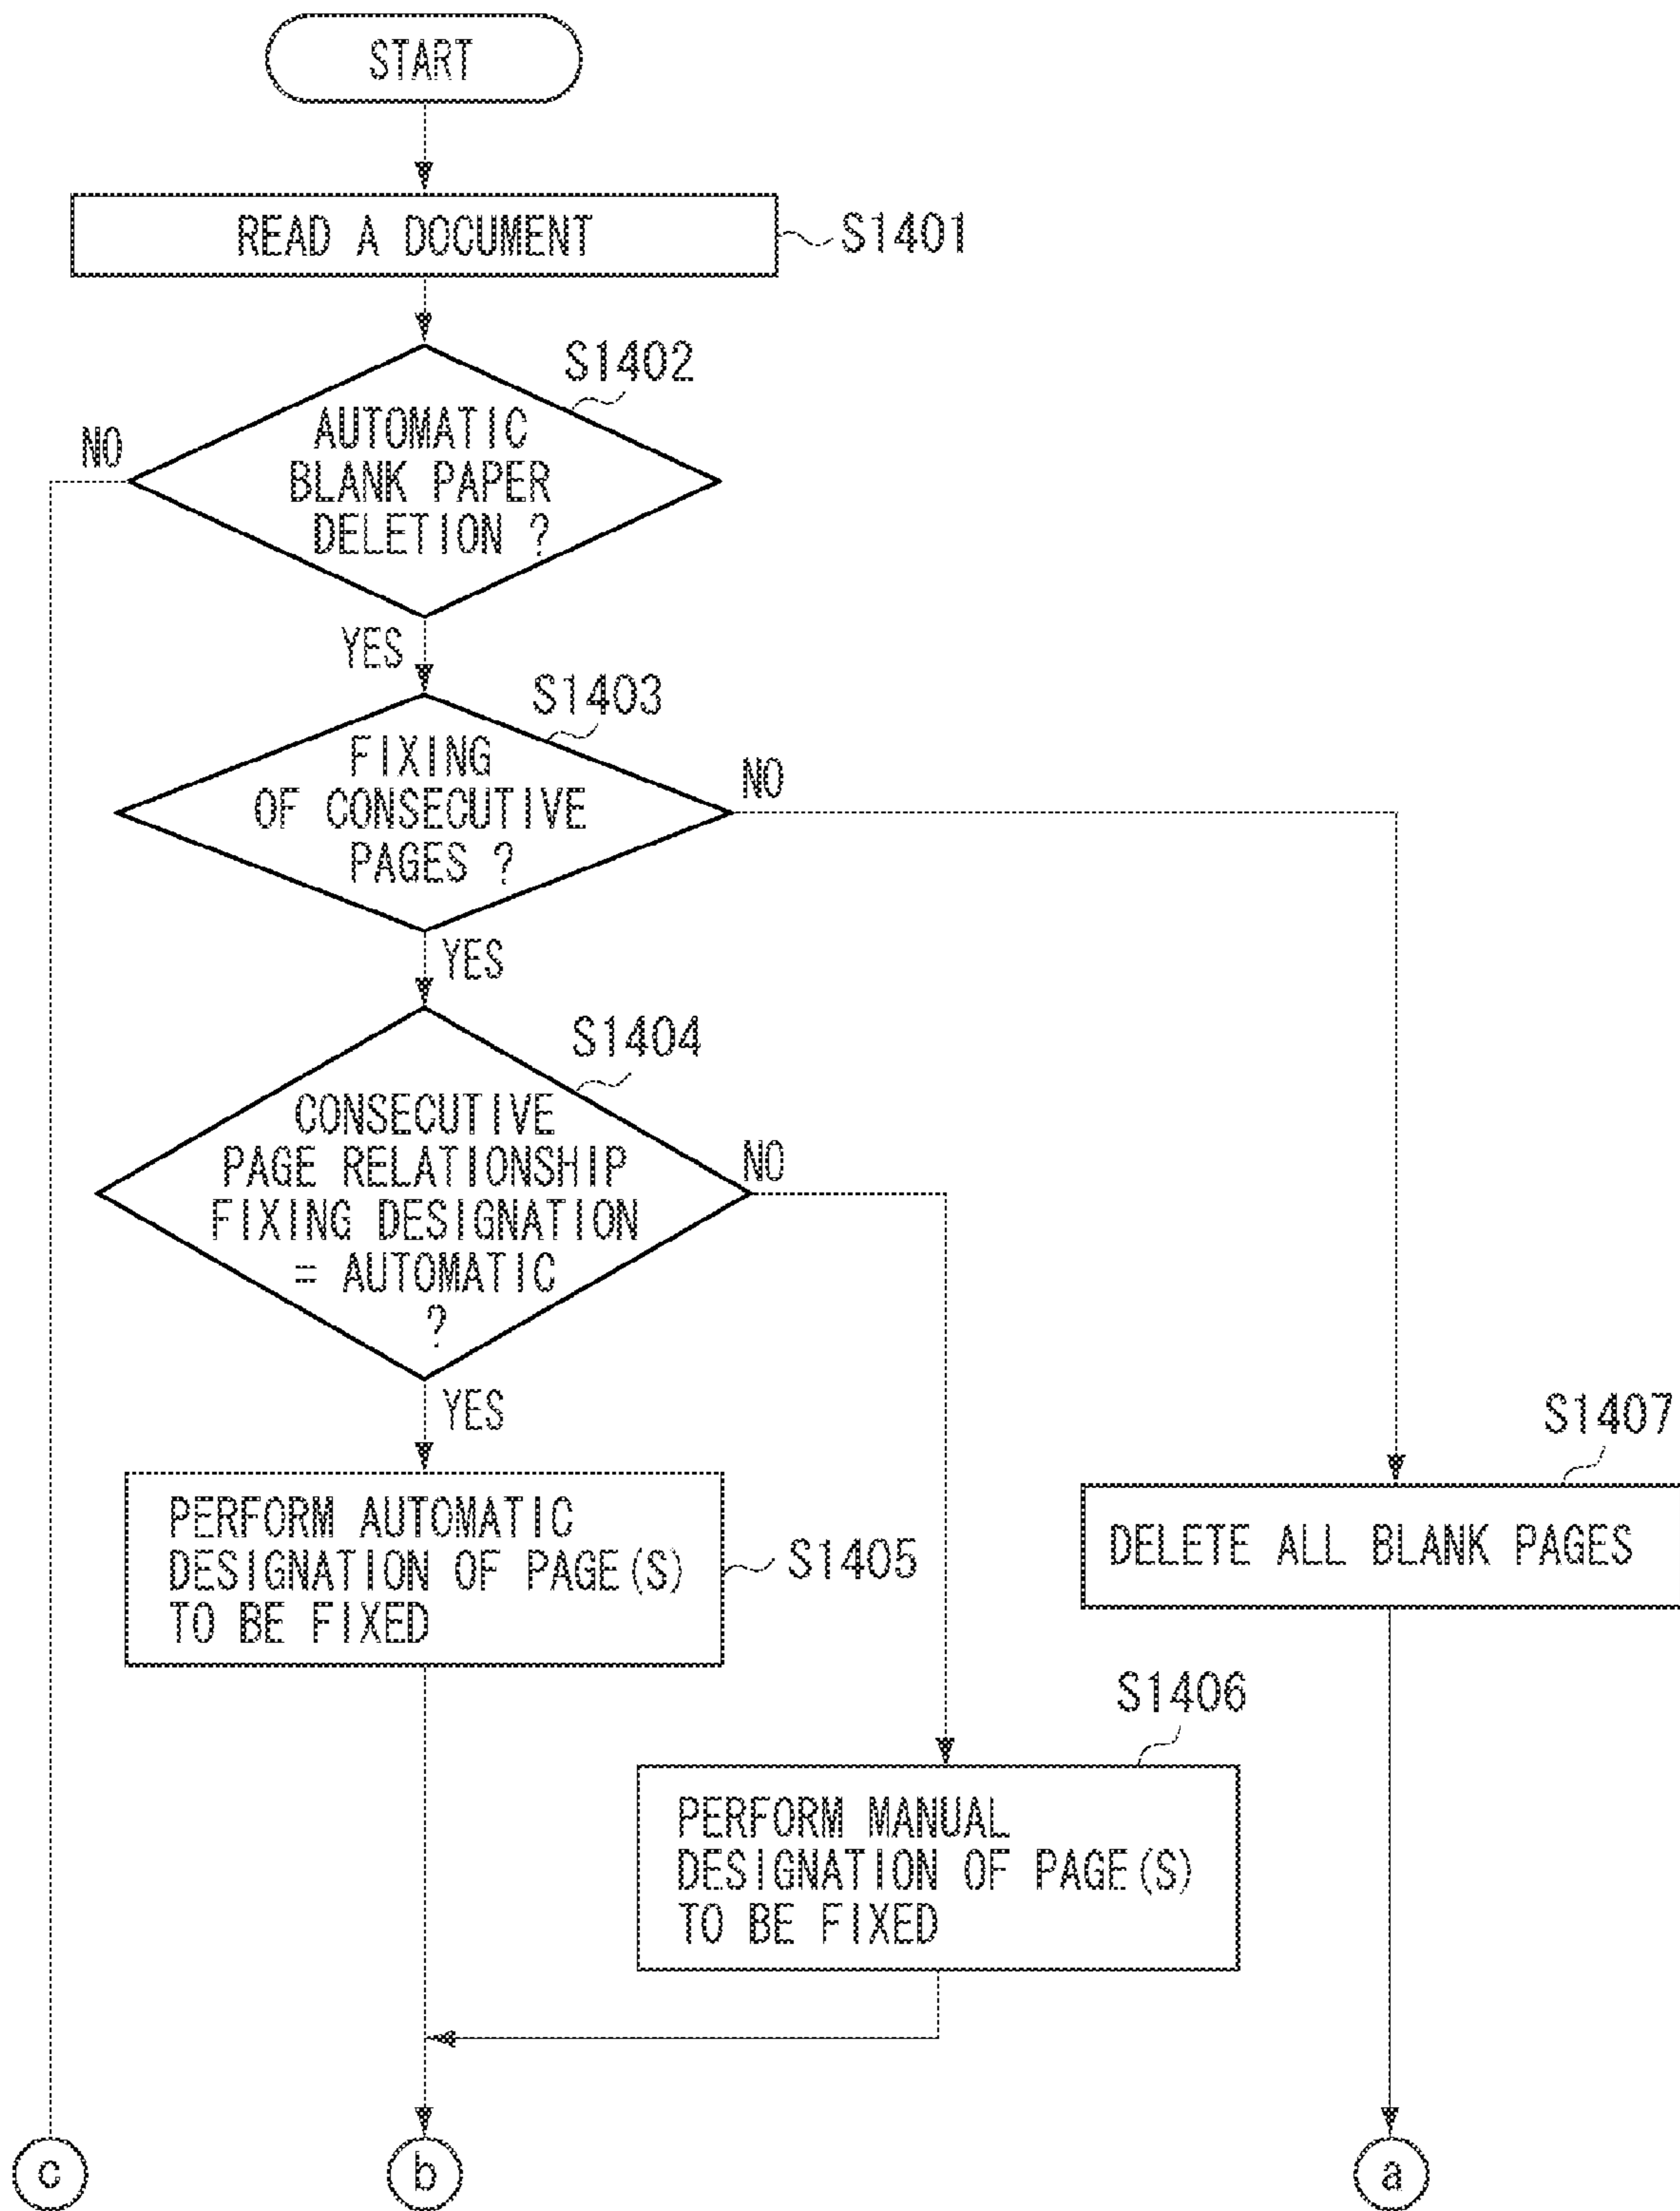 START
READ A DOCUMENT
S1401
S1402
AUTOMATIC
BLANK PAPER
DELETION ?
NO
YES
S1403
FIXING
OF CONSECUTIVE
PAGES ?
NO
YES
S1404
CONSECUTIVE
PAGE RELATIONSHIP
FIXING DESIGNATION
= AUTOMATIC
?
NO
YES
S1407
DELETE ALL BLANK PAGES
PERFORM AUTOMATIC
DESIGNATION OF PAGE(S)
TO BE FIXED
S1405
S1406
PERFORM MANUAL
DESIGNATION OF PAGE(S)
TO BE FIXED
c
b
a